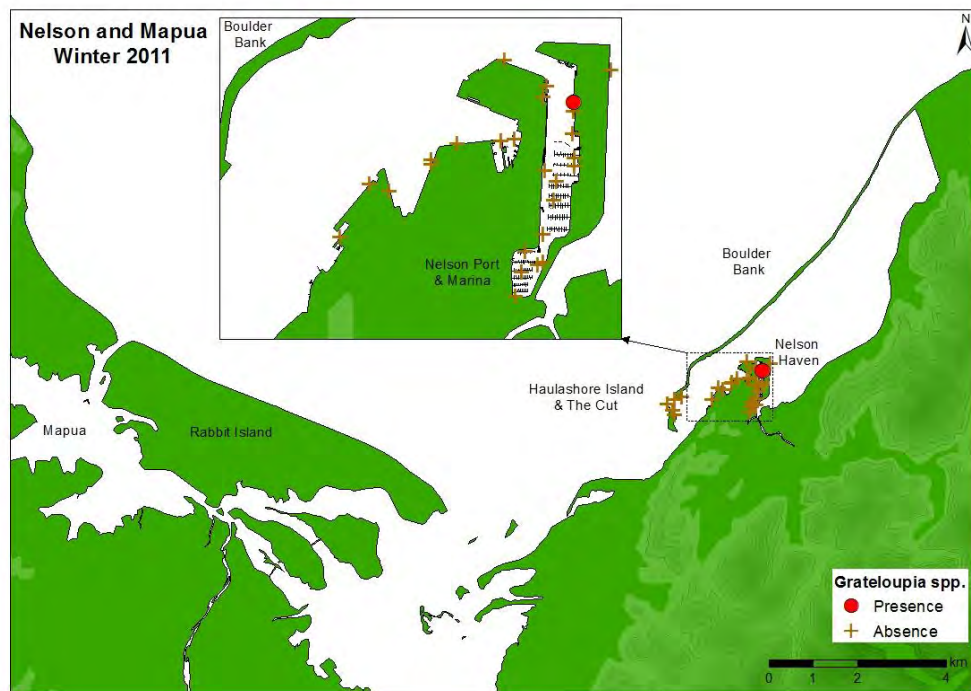 Nelson and Mapua
Winter 2011
Boulder
Bank
N
Nelson Port
& Marina
Boulder
Bank
Nelson
Haven
Haulashore Island
& The Cut
Mapua
Rabbit Island
Grateloupia spp.
Presence
Absence
km
0 1 2 4